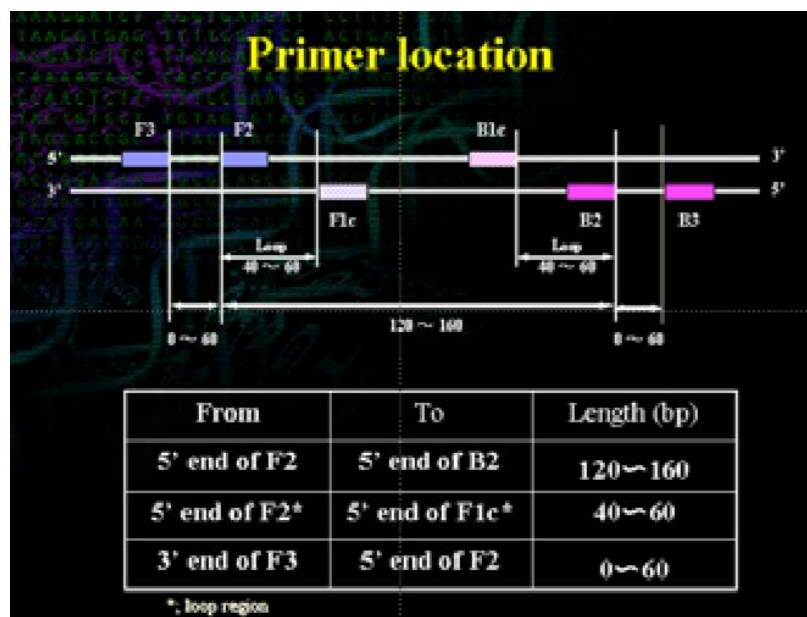 Primer location
F3 F2 B1c
5' 3'
3' 5'
F1c B2 B3
Loop Loop
40～60 40～60
120～160
0～60 0～60
From To Length (bp)
5' end of F2 5' end of B2 120～160
5' end of F2* 5' end of F1c* 40～60
3' end of F3 5' end of F2 0～60
*; loop region